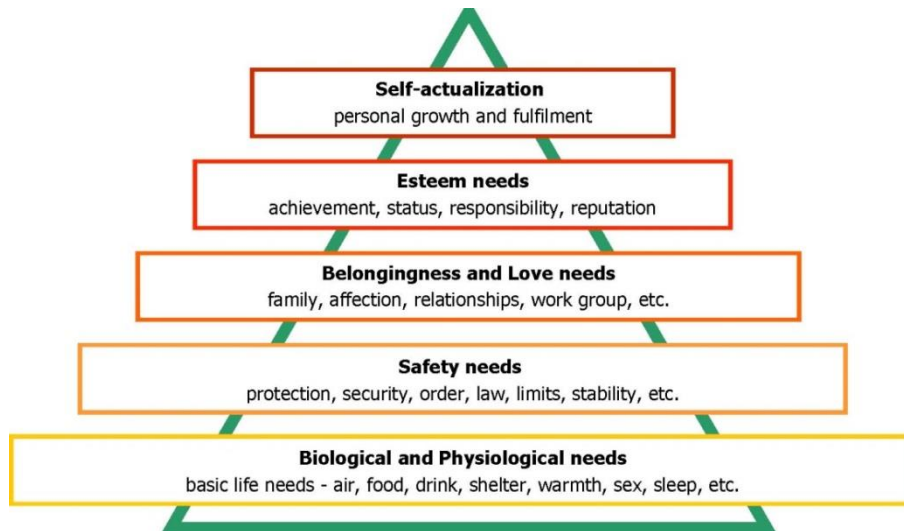 Self-actualization
personal growth and fulfilment
Esteem needs
achievement, status, responsibility, reputation
Belongingness and Love needs
family, affection, relationships, work group, etc.
Safety needs
protection, security, order, law, limits, stability, etc.
Biological and Physiological needs
basic life needs - air, food, drink, shelter, warmth, sex, sleep, etc.